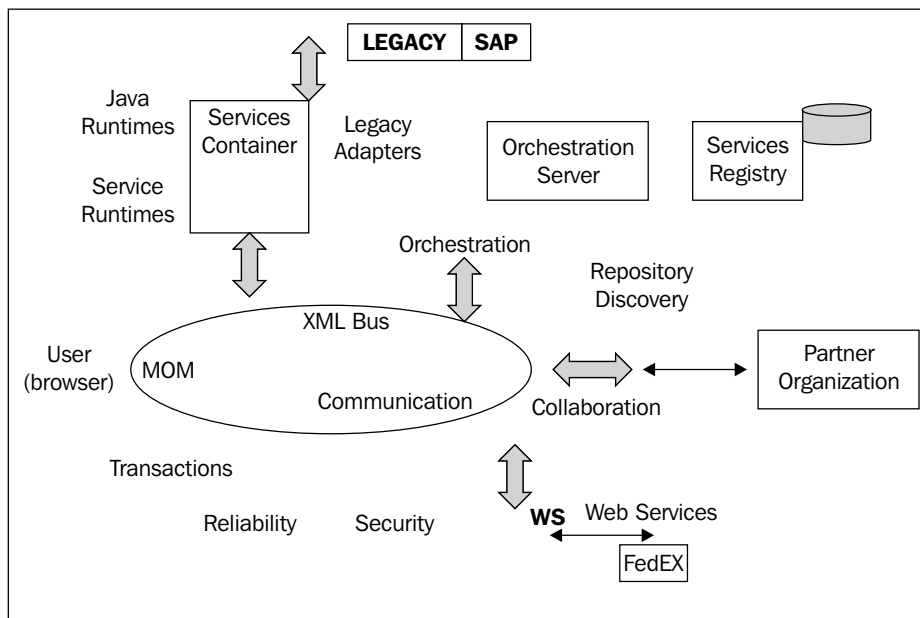 LEGACY SAP
Java
Runtimes
Services
Container
Legacy
Adapters
Orchestration
Server
Services
Registry
Service
Runtimes
Orchestration
Repository
Discovery
XML Bus
User
(browser)
MOM
Communication
Collaboration
Partner
Organization
Transactions
Reliability
Security
WS
Web Services
FedEX